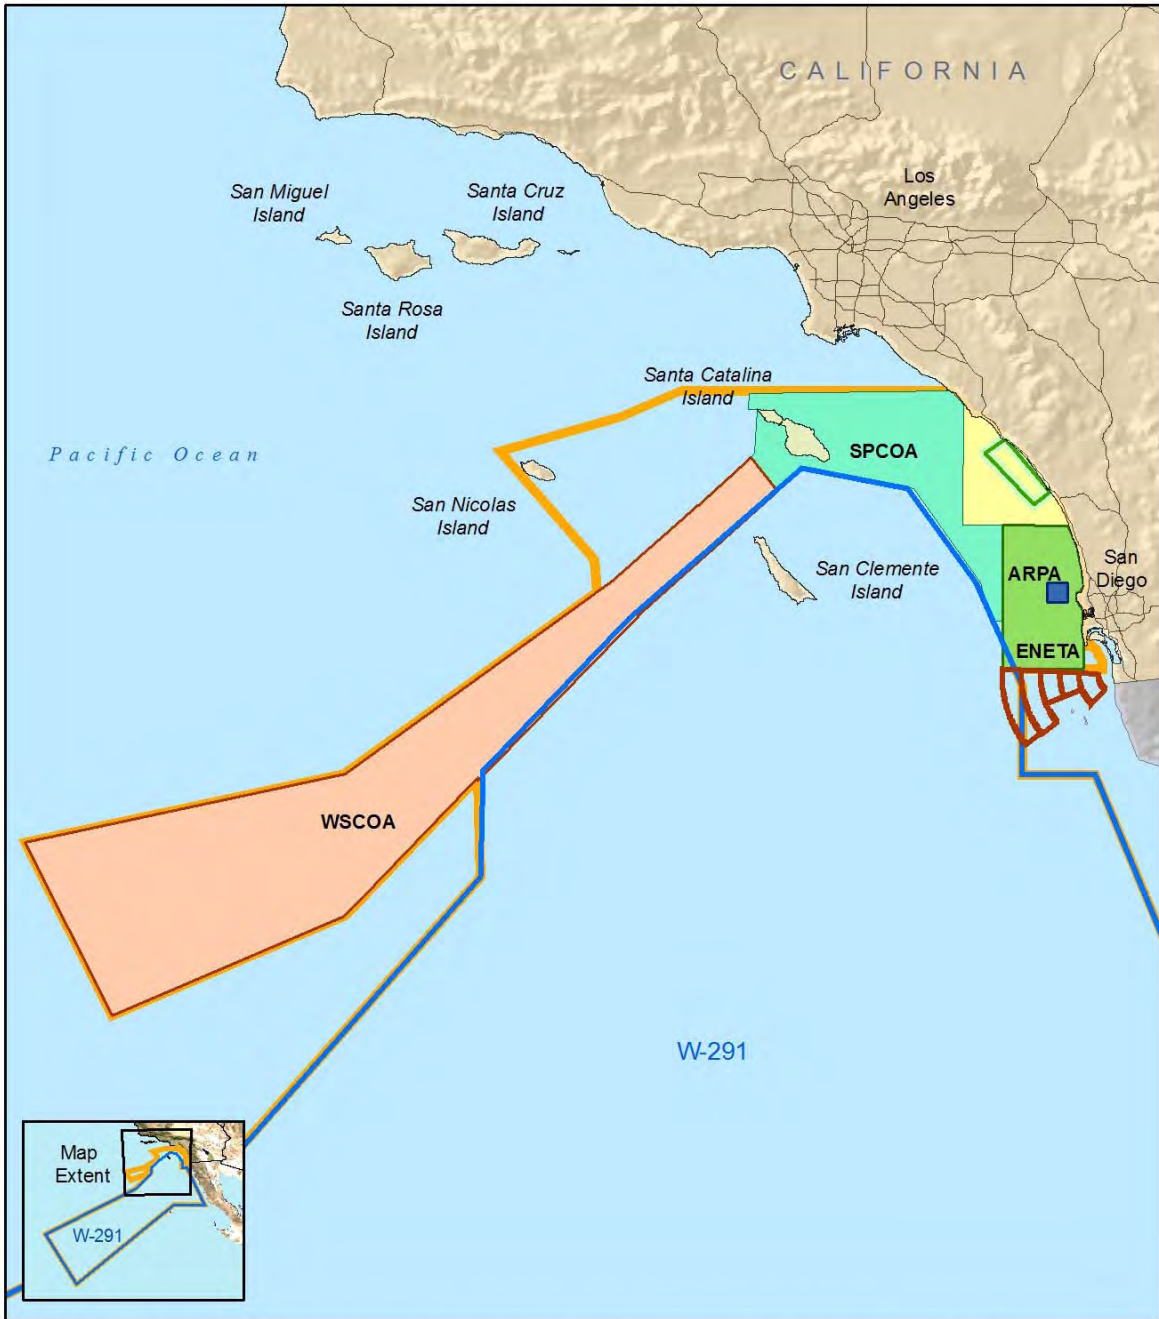 CALIFORNIA
Los
Angeles
San Miguel
Island
Santa Cruz
Island
Santa Rosa
Island
Santa Catalina
Island
Pacific Ocean
SPCOA
San Nicolas
Island
San Clemente
Island
ARPA
San
Diego
ENETA
WSCOA
W-291
Map
Extent
W-291